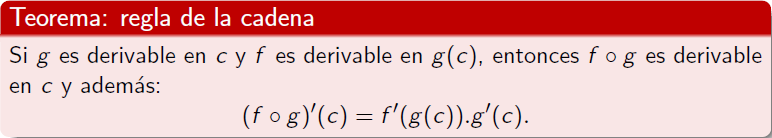 Teorema: regla de la cadena
Si g es derivable en c y f es derivable en g(c), entonces f ∘ g es derivable
en c y además:
(f ∘ g)′(c) = f′(g(c)).g′(c).